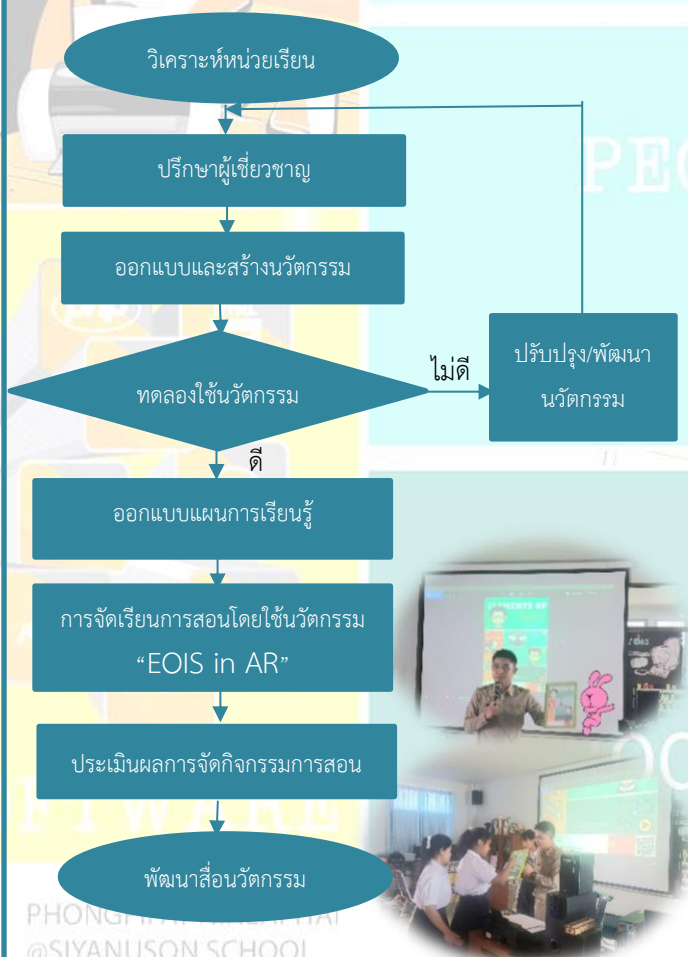 วิเคราะห์หน่วยเรียน
ปรึกษาผู้เชี่ยวชาญ
PEO
ออกแบบและสร้างนวัตกรรม
ทดลองใช้นวัตกรรม
ไม่ดี
ปรับปรุง/พัฒนา
นวัตกรรม
ดี
ออกแบบแผนการเรียนรู้
การจัดเรียนการสอนโดยใช้นวัตกรรม
“EOIS in AR”
ประเมินผลการจัดกิจกรรมการสอน
พัฒนาสื่อนวัตกรรม
@SIYANUSON SCHOOL